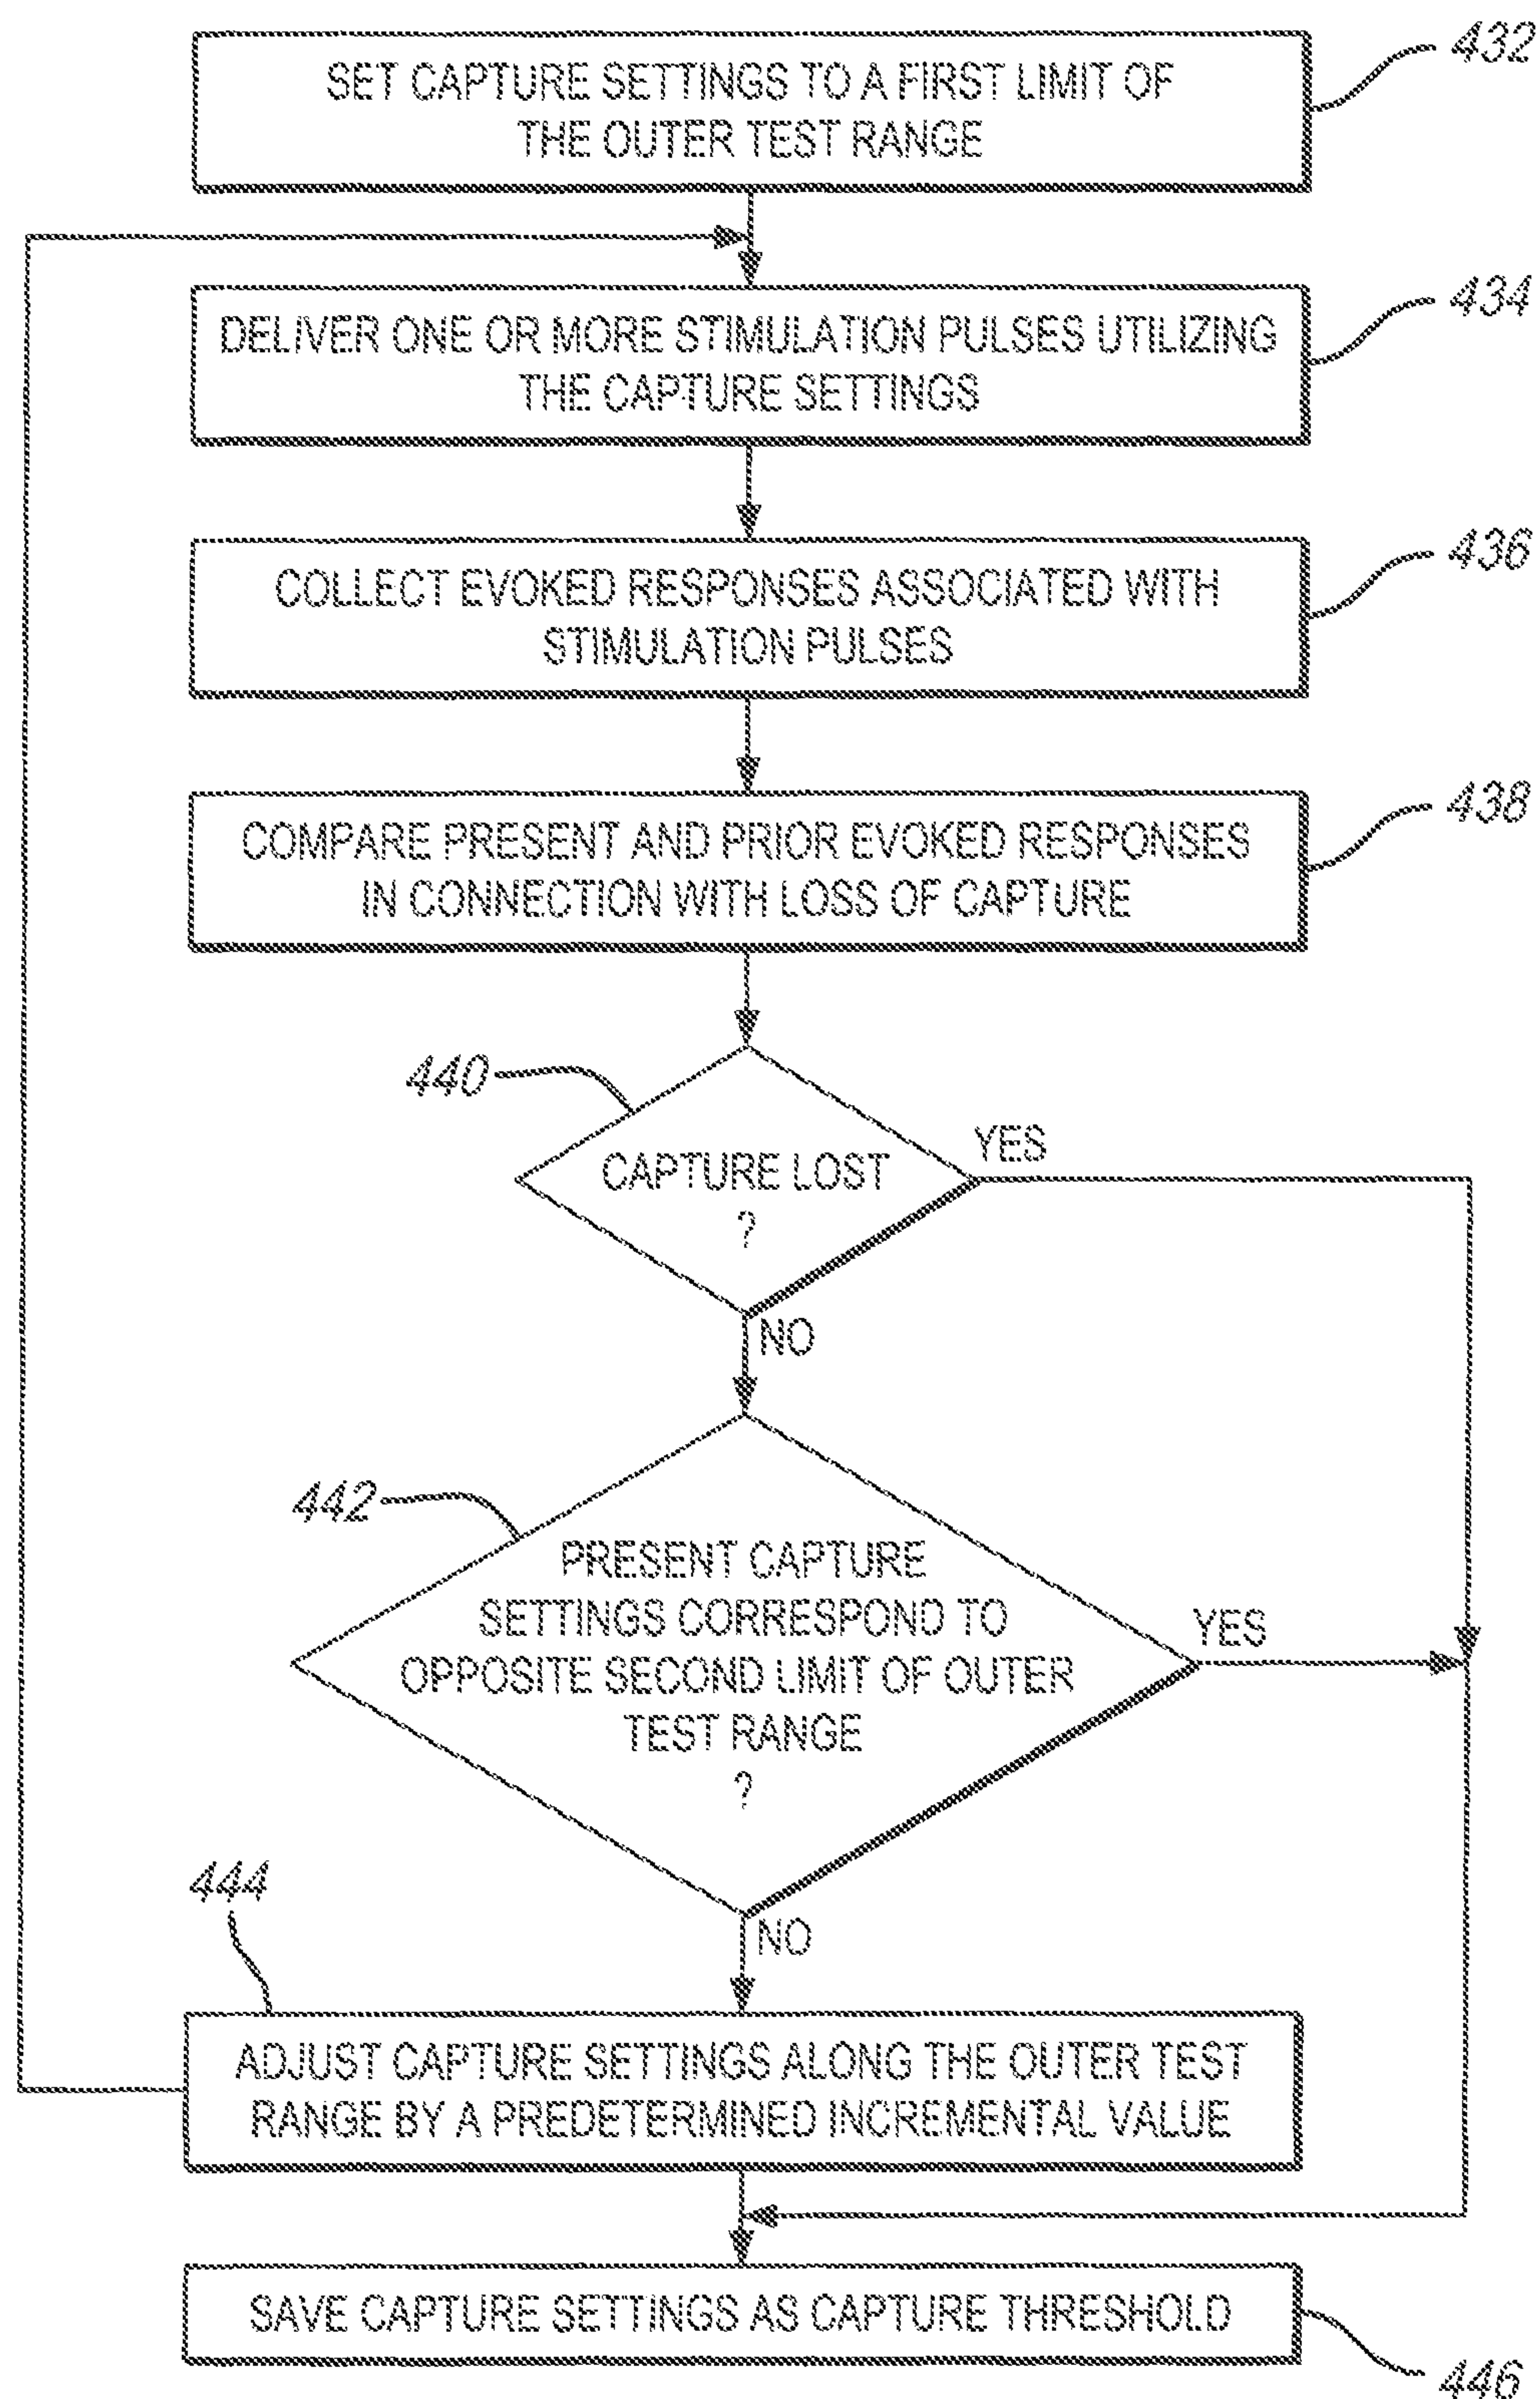 432
SET CAPTURE SETTINGS TO A FIRST LIMIT OF
THE OUTER TEST RANGE
434
DELIVER ONE OR MORE STIMULATION PULSES UTILIZING
THE CAPTURE SETTINGS
436
COLLECT EVOKED RESPONSES ASSOCIATED WITH
STIMULATION PULSES
438
COMPARE PRESENT AND PRIOR EVOKED RESPONSES
IN CONNECTION WITH LOSS OF CAPTURE
440
YES
CAPTURE LOST
?
NO
442
PRESENT CAPTURE
SETTINGS CORRESPOND TO
YES
OPPOSITE SECOND LIMIT OF OUTER
TEST RANGE
?
444
NO
ADJUST CAPTURE SETTINGS ALONG THE OUTER TEST
RANGE BY A PREDETERMINED INCREMENTAL VALUE
SAVE CAPTURE SETTINGS AS CAPTURE THRESHOLD
446